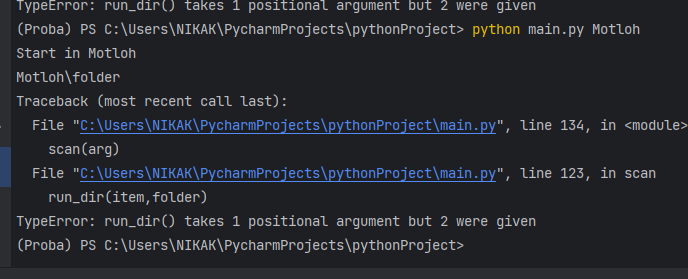 TypeError: run_dir() takes 1 positional argument but 2 were given
(Proba) PS C:\Users\NIKAK\PycharmProjects\pythonProject> python main.py Motloh
Start in Motloh
Motloh\folder
Traceback (most recent call last):
  File "C:\Users\NIKAK\PycharmProjects\pythonProject\main.py", line 134, in <module>
    scan(arg)
  File "C:\Users\NIKAK\PycharmProjects\pythonProject\main.py", line 123, in scan
    run_dir(item,folder)
TypeError: run_dir() takes 1 positional argument but 2 were given
(Proba) PS C:\Users\NIKAK\PycharmProjects\pythonProject>